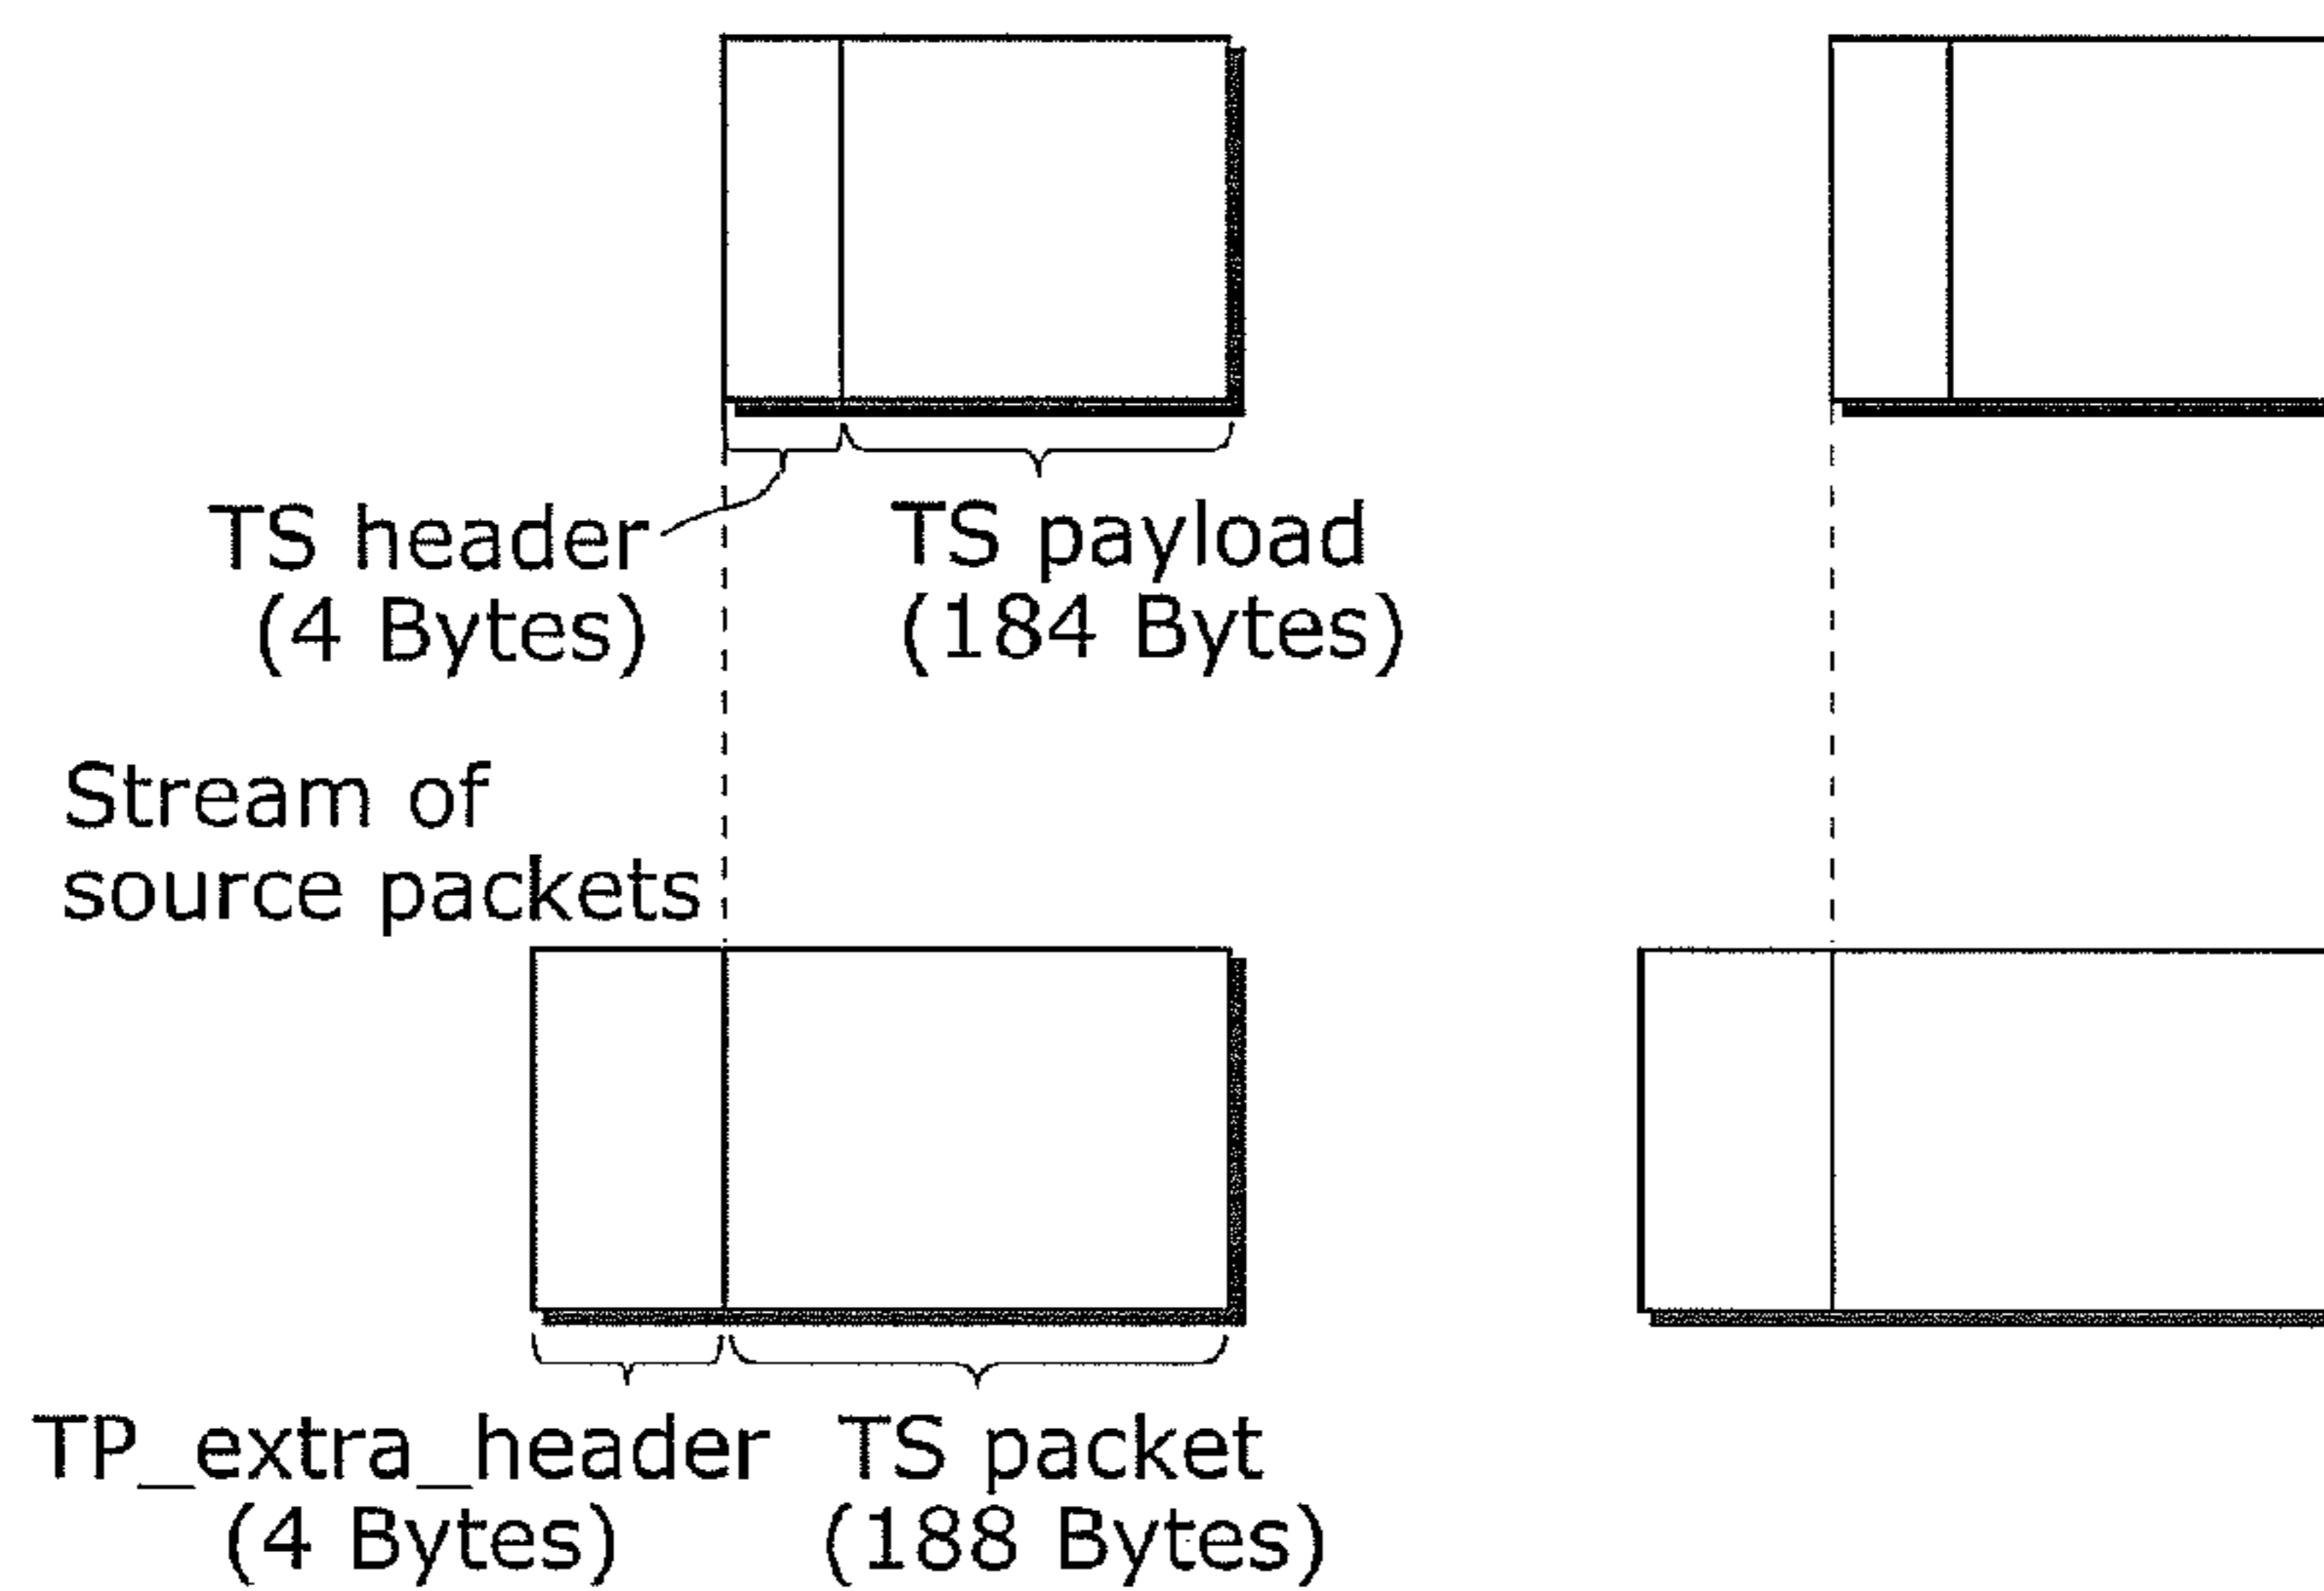 TS header
(4 Bytes)
TS payload
(184 Bytes)
Stream of
source packets
TP_extra_header
(4 Bytes)
TS packet
(188 Bytes)